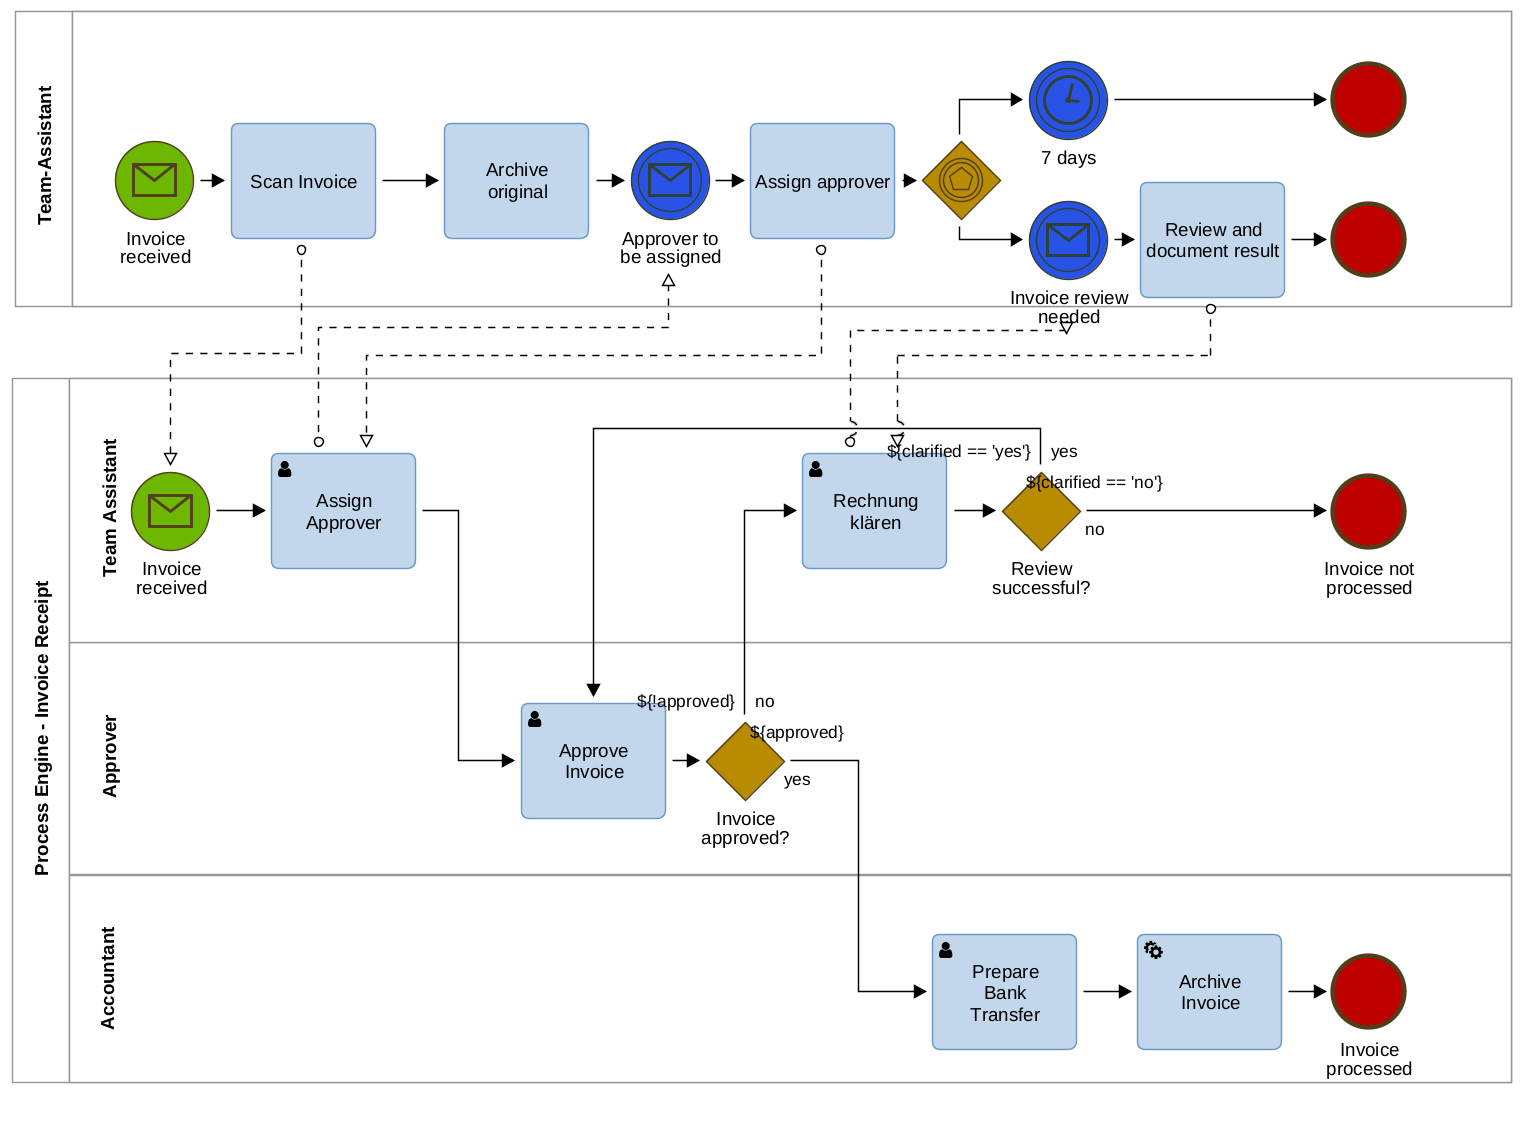 Team-Assistant
Invoice
received
Scan Invoice
Archive
original
Approver to
be assigned
Assign approver
7 days
Invoice review
needed
Review and
document result
Process Engine - Invoice Receipt
Team Assistant
Invoice
received
Assign
Approver
Rechnung
klären
${clarified == 'yes'}
yes
${clarified == 'no'}
no
Review
successful?
Invoice not
processed
Approver
Approve
Invoice
${!approved}
no
${approved}
yes
Invoice
approved?
Accountant
Prepare
Bank
Transfer
Archive
Invoice
Invoice
processed